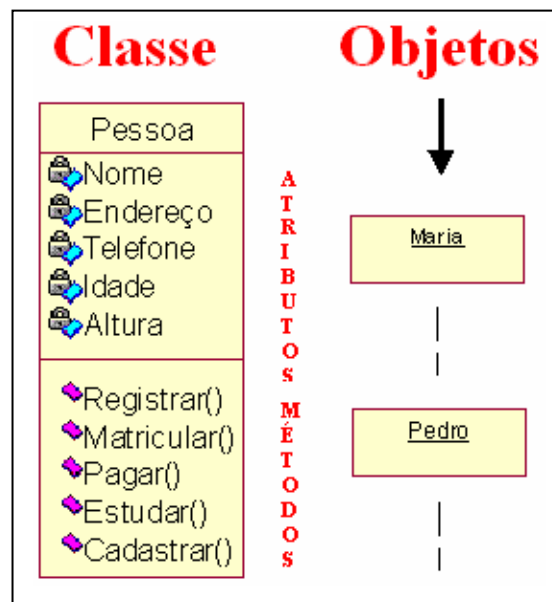 Classe
Objetos
Pessoa
Nome
Endereço
Telefone
Idade
Altura
Registrar()
Matricular()
Pagar()
Estudar()
Cadastrar()
ATRIBUTOS
MÉTODOS
Maria
Pedro